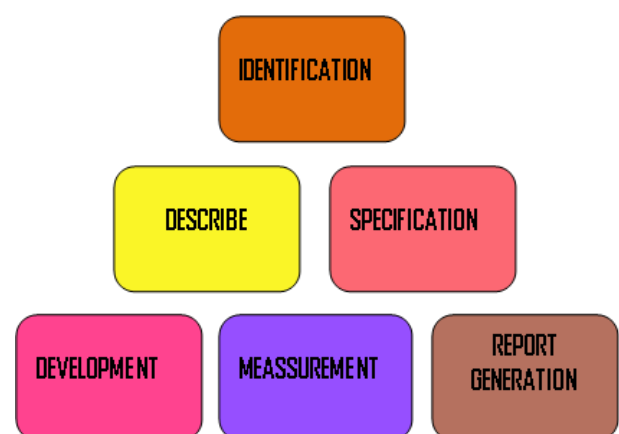 IDENTIFICATION
DESCRIBE
SPECIFICATION
DEVELOPMENT
MEASSUREMENT
REPORT
GENERATION